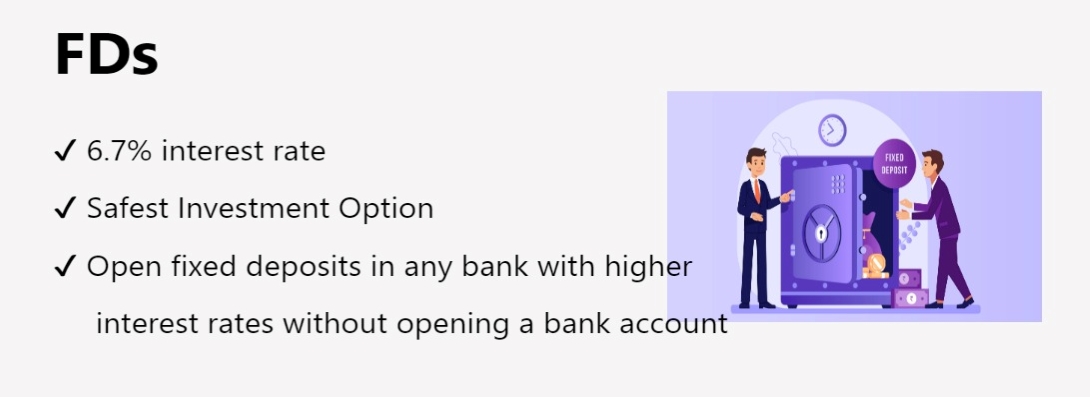 FDs
✓ 6.7% interest rate
✓ Safest Investment Option
✓ Open fixed deposits in any bank with higher
interest rates without opening a bank account
FIXED
DEPOSIT